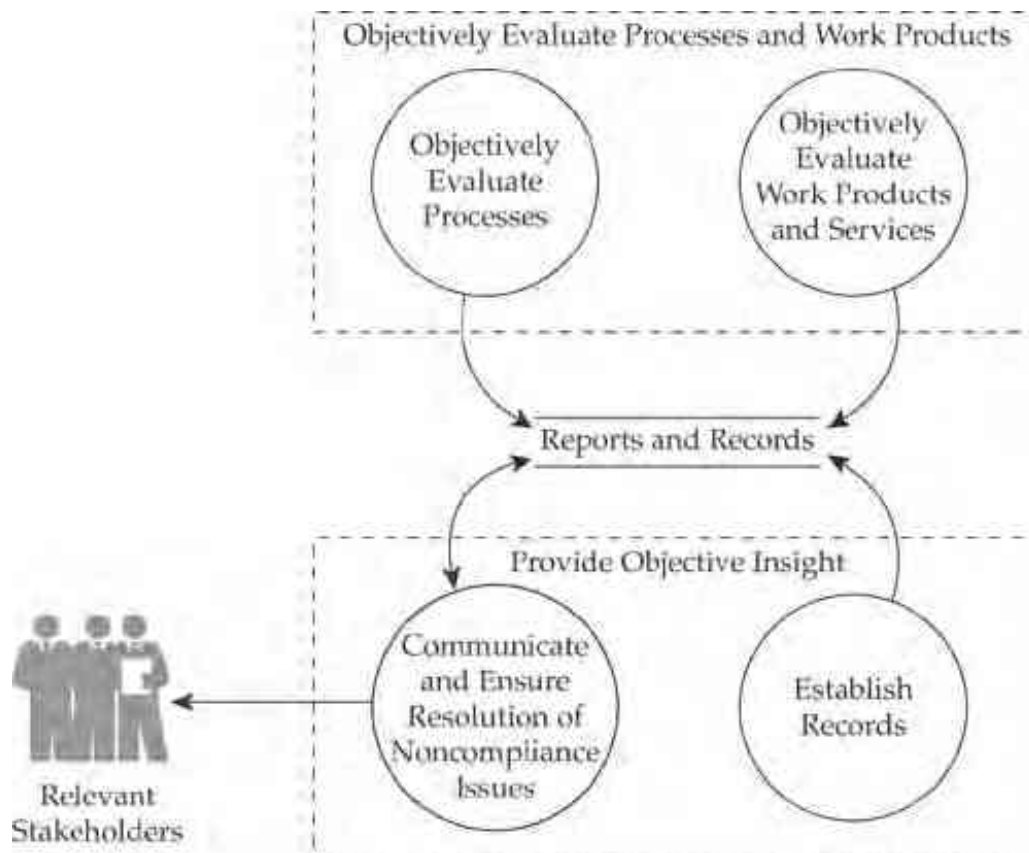 Objectively Evaluate Processes and Work Products
Objectively
Evaluate
Processes
Objectively
Evaluate
Work Products
and Services
Reports and Records
Provide Objective Insight
Communicate
and Ensure
Resolution of
Noncompliance
Issues
Establish
Records
Relevant
Stakeholders